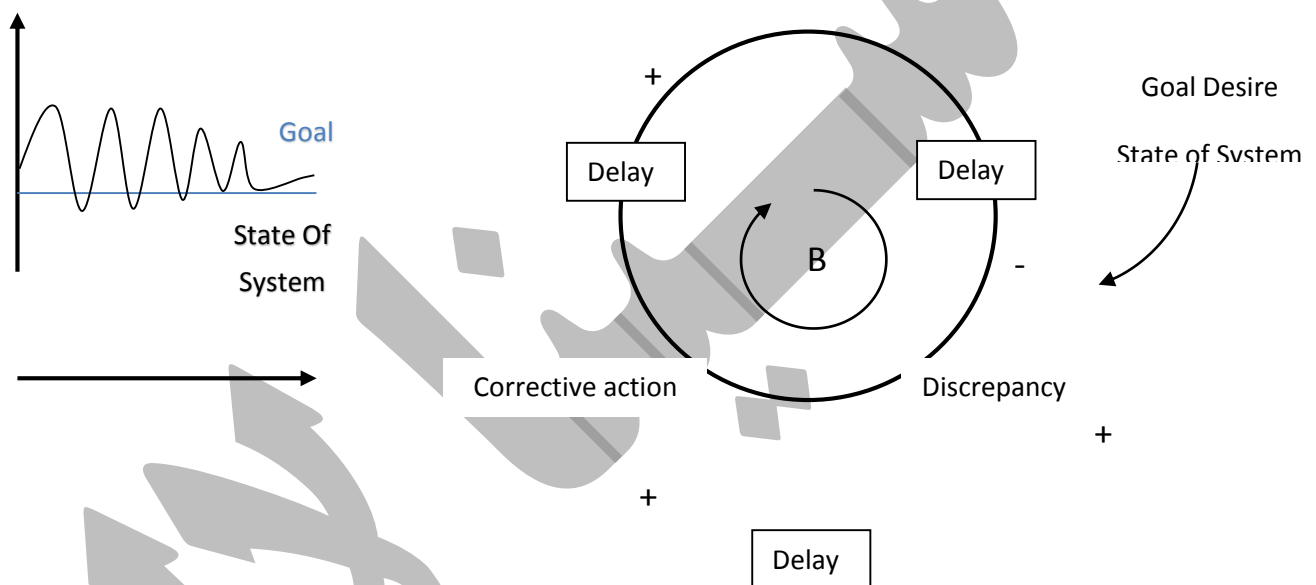 Goal
State Of
System
+
Delay
Delay
B
-
Goal Desire
State of System
Corrective action
Discrepancy
+
+
Delay